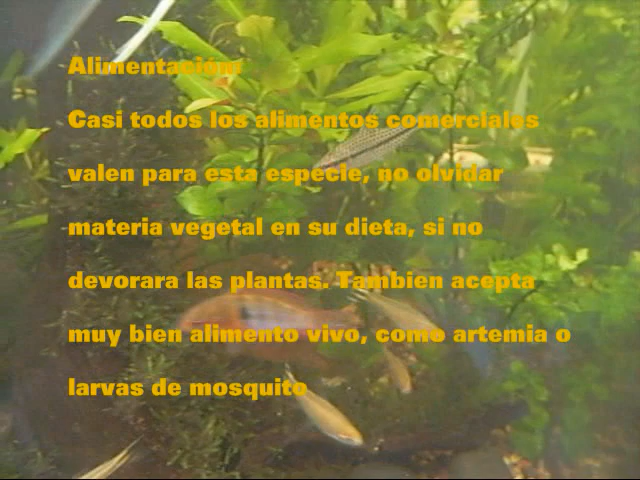 Alimentación:
Casi todos los alimentos comerciales
valen para esta especie, no olvidar
materia vegetal en su dieta, si no
devorara las plantas. Tambien acepta
muy bien alimento vivo, como artemia o
larvas de mosquito